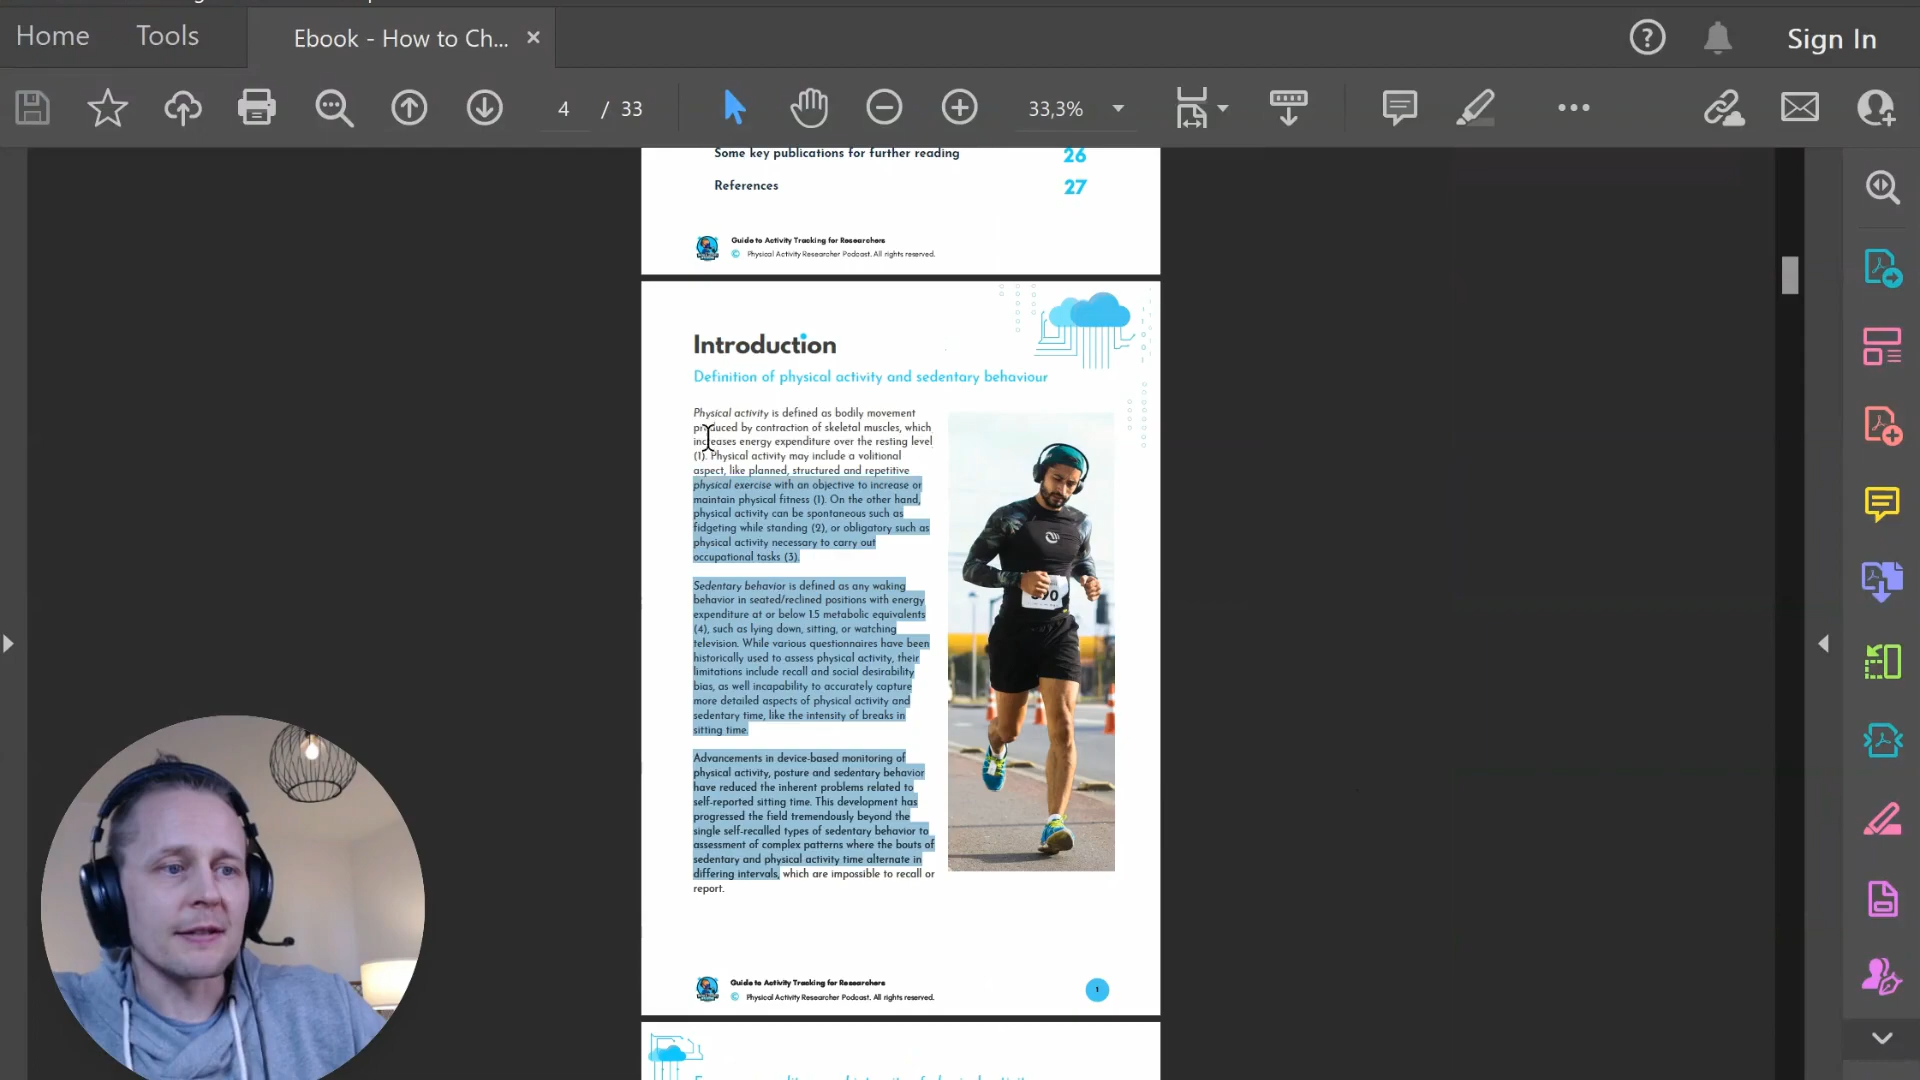 Home
Tools
Ebook - How to Ch...
Sign In
4 / 33
33,3%
Some key publications for further reading 26
References 27
Guide to Activity Tracking for Researchers
© Physical Activity Researcher Podcast. All rights reserved.
Introduction
Definition of physical activity and sedentary behaviour
Physical activity is defined as bodily movement
produced by contraction of skeletal muscles, which
increases energy expenditure over the resting level
(1). Physical activity may include a volitional
aspect, like planned, structured and repetitive
physical exercise with an objective to increase or
maintain physical fitness (1). On the other hand,
physical activity can be spontaneous such as
fidgeting while standing (2), or obligatory such as
physical activity necessary to carry out
occupational tasks (3).
Sedentary behavior is defined as any waking
behavior in seated/reclined positions with energy
expenditure at or below 1.5 metabolic equivalents
(4), such as lying down, sitting, or watching
television. While various questionnaires have been
historically used to assess physical activity, their
limitations include recall and social desirability
bias, as well incapability to accurately capture
more detailed aspects of physical activity and
sedentary time, like the intensity of breaks in
sitting time.
Advancements in device-based monitoring of
physical activity, posture and sedentary behavior
have reduced the inherent problems related to
self-reported sitting time. This development has
progressed the field tremendously beyond the
single self-recalled types of sedentary behavior to
assessment of complex patterns where the bouts of
sedentary and physical activity time alternate in
differing intervals, which are impossible to recall or
report.
Guide to Activity Tracking for Researchers
© Physical Activity Researcher Podcast. All rights reserved.
1